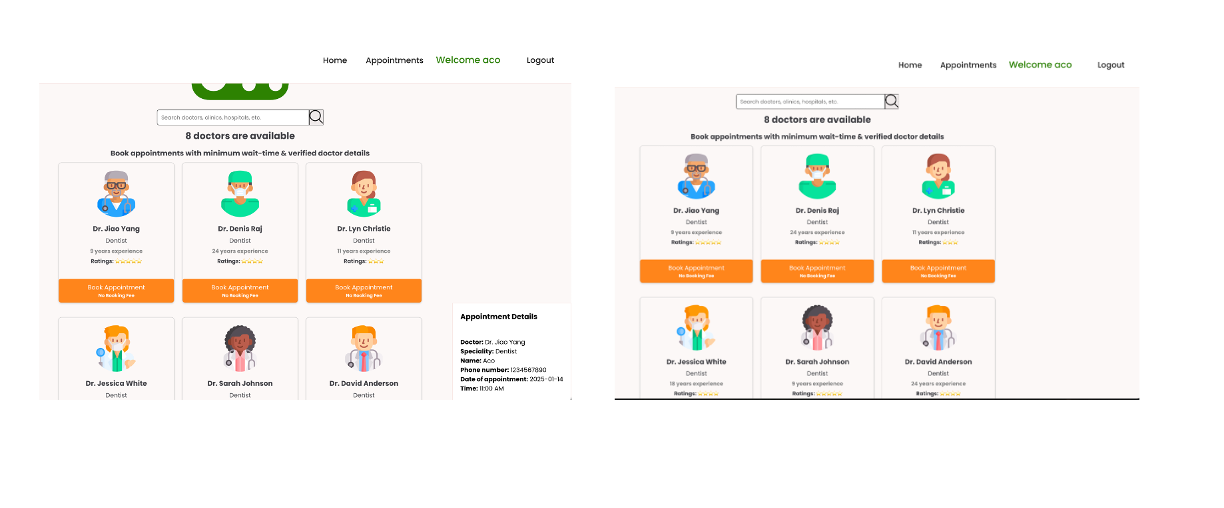 Home Appointments Welcome aco Logout
Search doctors, clinics, hospitals, etc.
8 doctors are available
Book appointments with minimum wait-time & verified doctor details
Dr. Jiao Yang Dr. Denis Raj Dr. Lyn Christie
Dentist Dentist Dentist
9 years experience 24 years experience 11 years experience
Ratings: Ratings: Ratings:
Book Appointment Book Appointment Book Appointment
No Booking Fee No Booking Fee No Booking Fee
Dr. Jessica White Dr. Sarah Johnson Dr. David Anderson
Dentist Dentist Dentist
Appointment Details
Doctor: Dr. Jiao Yang
Speciality: Dentist
Name: Aco
Phone number: 1234567890
Date of appointment: 2025-01-14
Time: 11:00 AM
Home Appointments Welcome aco Logout
Search doctors, clinics, hospitals, etc.
8 doctors are available
Book appointments with minimum wait-time & verified doctor details
Dr. Jiao Yang Dr. Denis Raj Dr. Lyn Christie
Dentist Dentist Dentist
9 years experience 24 years experience 11 years experience
Ratings: Ratings: Ratings:
Book Appointment Book Appointment Book Appointment
No Booking Fee No Booking Fee No Booking Fee
Dr. Jessica White Dr. Sarah Johnson Dr. David Anderson
Dentist Dentist Dentist
18 years experience 9 years experience 24 years experience
Ratings: Ratings: Ratings: